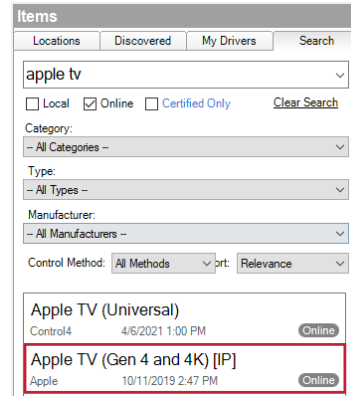 Items
Locations Discovered My Drivers Search
apple tv
Local Online Certified Only Clear Search
Category:
-- All Categories --
Type:
-- All Types --
Manufacturer:
-- All Manufacturers --
Control Method: All Methods ort: Relevance
Apple TV (Universal)
Control4 4/6/2021 1:00 PM Online
Apple TV (Gen 4 and 4K) [IP]
Apple 10/11/2019 2:47 PM Online